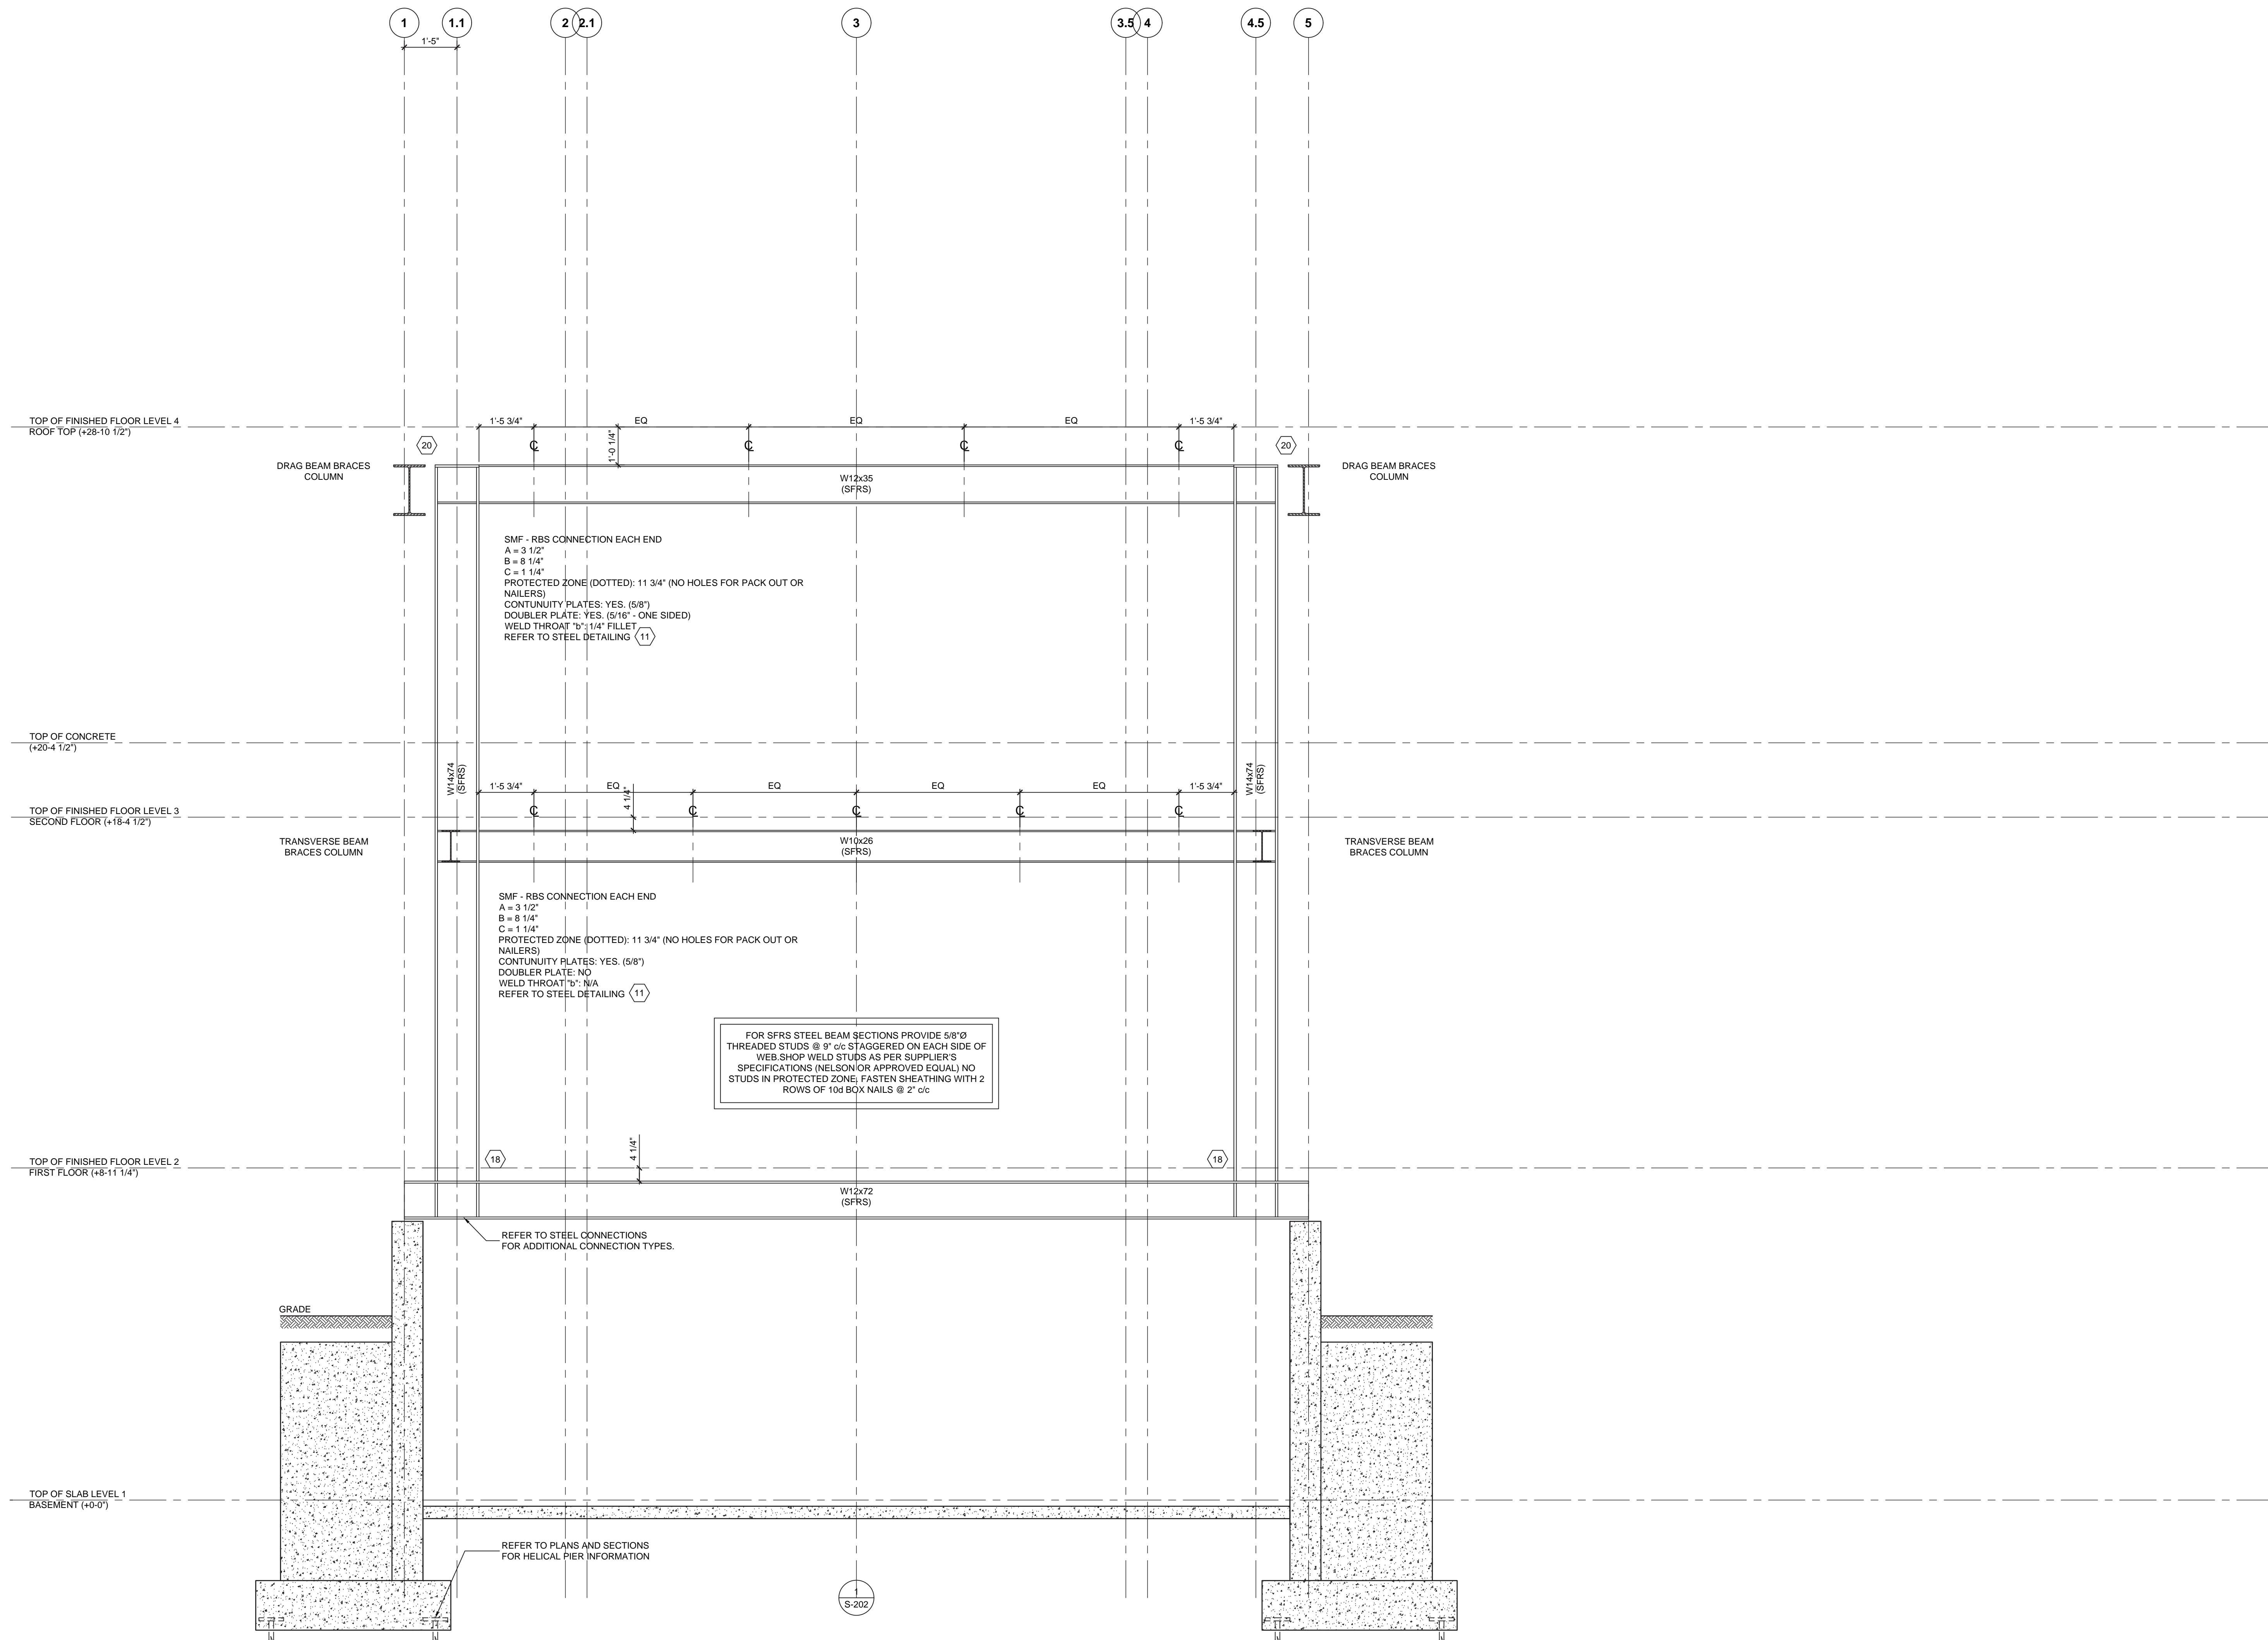 1
1.1
2
2.1
3
3.5
4
4.5
5
1'-5"
TOP OF FINISHED FLOOR LEVEL 4
ROOF TOP (+28-10 1/2")
1'-5 3/4"
EQ
EQ
EQ
1'-5 3/4"
1'-0 1/4"
20
20
DRAG BEAM BRACES
COLUMN
DRAG BEAM BRACES
COLUMN
W12x35
(SFRS)
SMF - RBS CONNECTION EACH END
A = 3 1/2"
B = 8 1/4"
C = 1 1/4"
PROTECTED ZONE (DOTTED): 11 3/4" (NO HOLES FOR PACK OUT OR
NAILERS)
CONTUNUITY PLATES: YES. (5/8")
DOUBLER PLATE: YES. (5/16" - ONE SIDED)
WELD THROAT "b": 1/4" FILLET
REFER TO STEEL DETAILING 11
TOP OF CONCRETE
(+20-4 1/2")
W14x74
(SFRS)
W14x74
(SFRS)
1'-5 3/4"
EQ
EQ
EQ
EQ
1'-5 3/4"
4 1/4"
TOP OF FINISHED FLOOR LEVEL 3
SECOND FLOOR (+18-4 1/2")
TRANSVERSE BEAM
BRACES COLUMN
W10x26
(SFRS)
TRANSVERSE BEAM
BRACES COLUMN
SMF - RBS CONNECTION EACH END
A = 3 1/2"
B = 8 1/4"
C = 1 1/4"
PROTECTED ZONE (DOTTED): 11 3/4" (NO HOLES FOR PACK OUT OR
NAILERS)
CONTUNUITY PLATES: YES. (5/8")
DOUBLER PLATE: NO
WELD THROAT "b": N/A
REFER TO STEEL DETAILING 11
FOR SFRS STEEL BEAM SECTIONS PROVIDE 5/8"Ø
THREADED STUDS @ 9" c/c STAGGERED ON EACH SIDE OF
WEB.SHOP WELD STUDS AS PER SUPPLIER'S
SPECIFICATIONS (NELSON OR APPROVED EQUAL) NO
STUDS IN PROTECTED ZONE; FASTEN SHEATHING WITH 2
ROWS OF 10d BOX NAILS @ 2" c/c
4 1/4"
18
18
TOP OF FINISHED FLOOR LEVEL 2
FIRST FLOOR (+8-11 1/4")
W12x72
(SFRS)
REFER TO STEEL CONNECTIONS
FOR ADDITIONAL CONNECTION TYPES.
GRADE
TOP OF SLAB LEVEL 1
BASEMENT (+0-0")
REFER TO PLANS AND SECTIONS
FOR HELICAL PIER INFORMATION
1
S-202